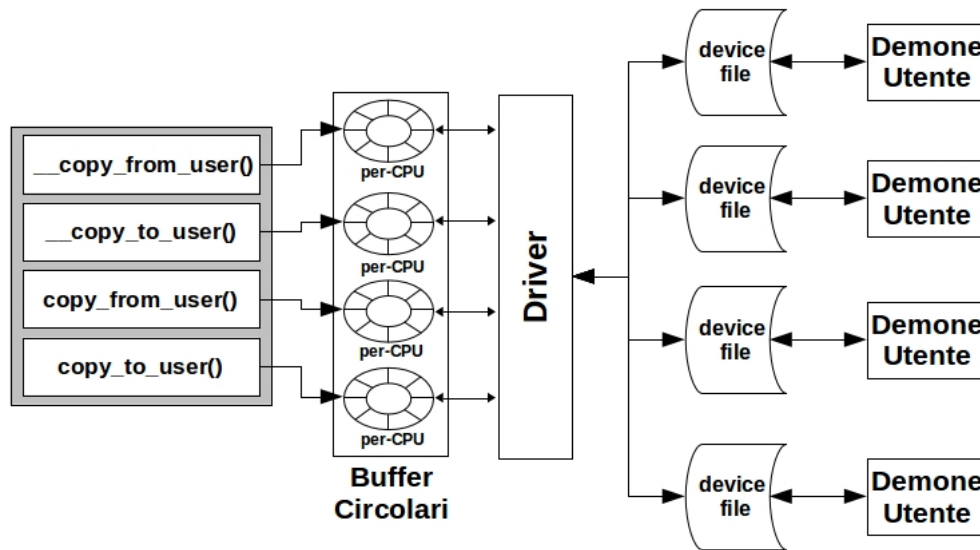 __copy_from_user()
__copy_to_user()
copy_from_user()
copy_to_user()
per-CPU
per-CPU
per-CPU
per-CPU
Buffer
Circolari
Driver
device
file
Demone
Utente
device
file
Demone
Utente
device
file
Demone
Utente
device
file
Demone
Utente